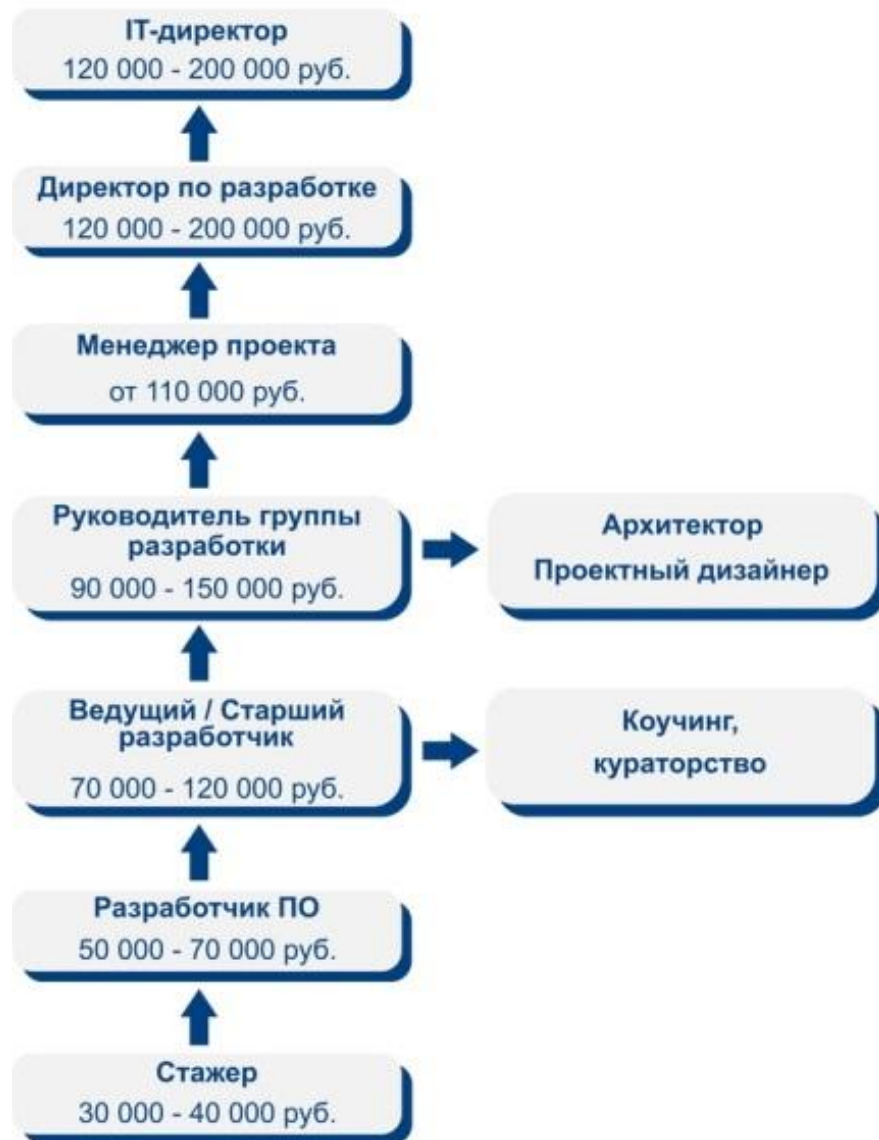 IT-директор
120 000 - 200 000 руб.
Директор по разработке
120 000 - 200 000 руб.
Менеджер проекта
от 110 000 руб.
Руководитель группы
разработки
90 000 - 150 000 руб.
Архитектор
Проектный дизайнер
Ведущий / Старший
разработчик
70 000 - 120 000 руб.
Коучинг,
кураторство
Разработчик ПО
50 000 - 70 000 руб.
Стажер
30 000 - 40 000 руб.